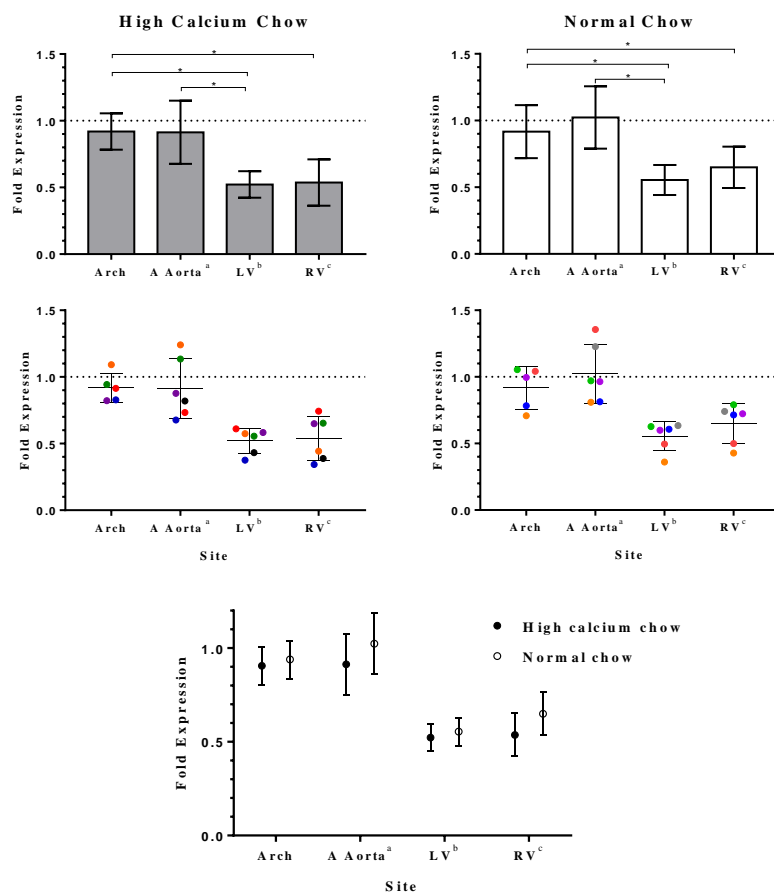 High Calcium Chow
Normal Chow
Fold Expression
1.5
1.0
0.5
0.0
*
*
*
Arch A Aorta a LV b RV c
Fold Expression
1.5
1.0
0.5
0.0
*
*
*
Arch A Aorta a LV b RV c
Fold Expression
1.5
1.0
0.5
0.0
Arch A Aorta a LV b RV c
Site
Fold Expression
1.5
1.0
0.5
0.0
Arch A Aorta a LV b RV c
Site
Fold Expression
1.0
0.5
0.0
High calcium chow
Normal chow
Arch A Aorta a LV b RV c
Site